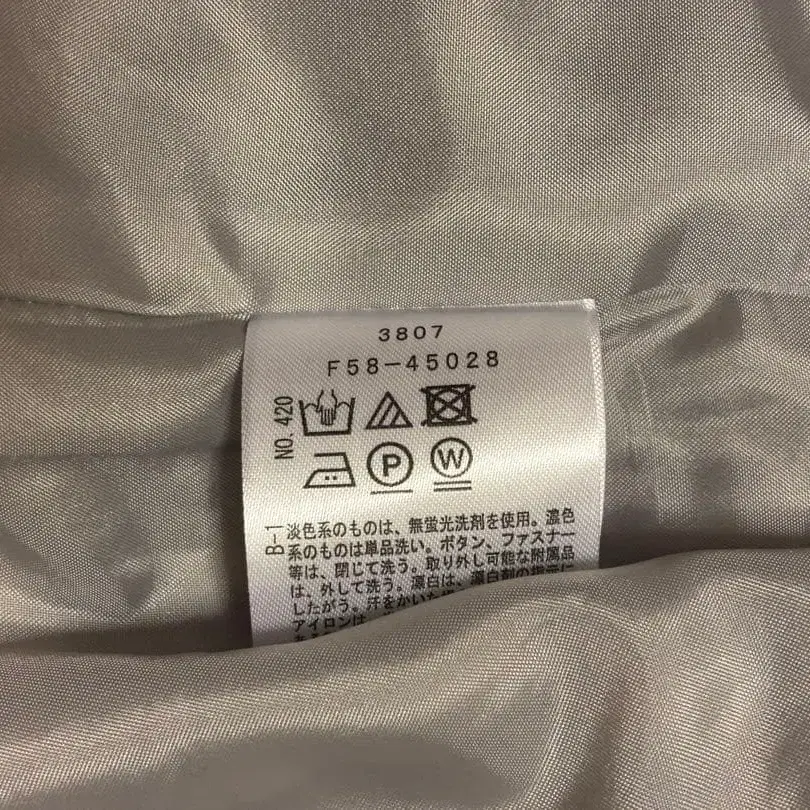 3807
F58-45028
NO. 420
P W
B-1
淡色系のものは、無蛍光洗剤を使用。濃色
系のものは単品洗い。ボタン、ファスナー
等は、閉じて洗う。取り外し可能な附属品
は、外して洗う。漂白は、漂白剤の指示に
したがう。汗をかいた
アイロンは、